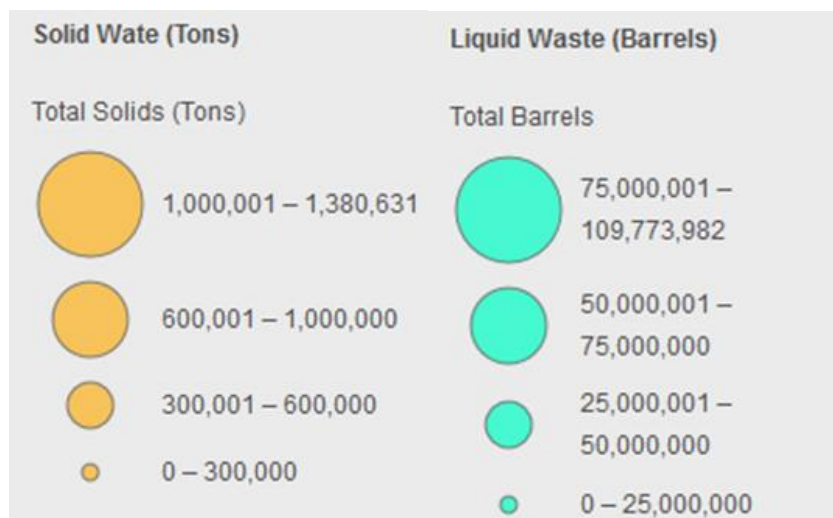 Solid Wate (Tons)
Total Solids (Tons)
1,000,001 – 1,380,631
600,001 – 1,000,000
300,001 – 600,000
0 – 300,000
Liquid Waste (Barrels)
Total Barrels
75,000,001 –
109,773,982
50,000,001 –
75,000,000
25,000,001 –
50,000,000
0 – 25,000,000